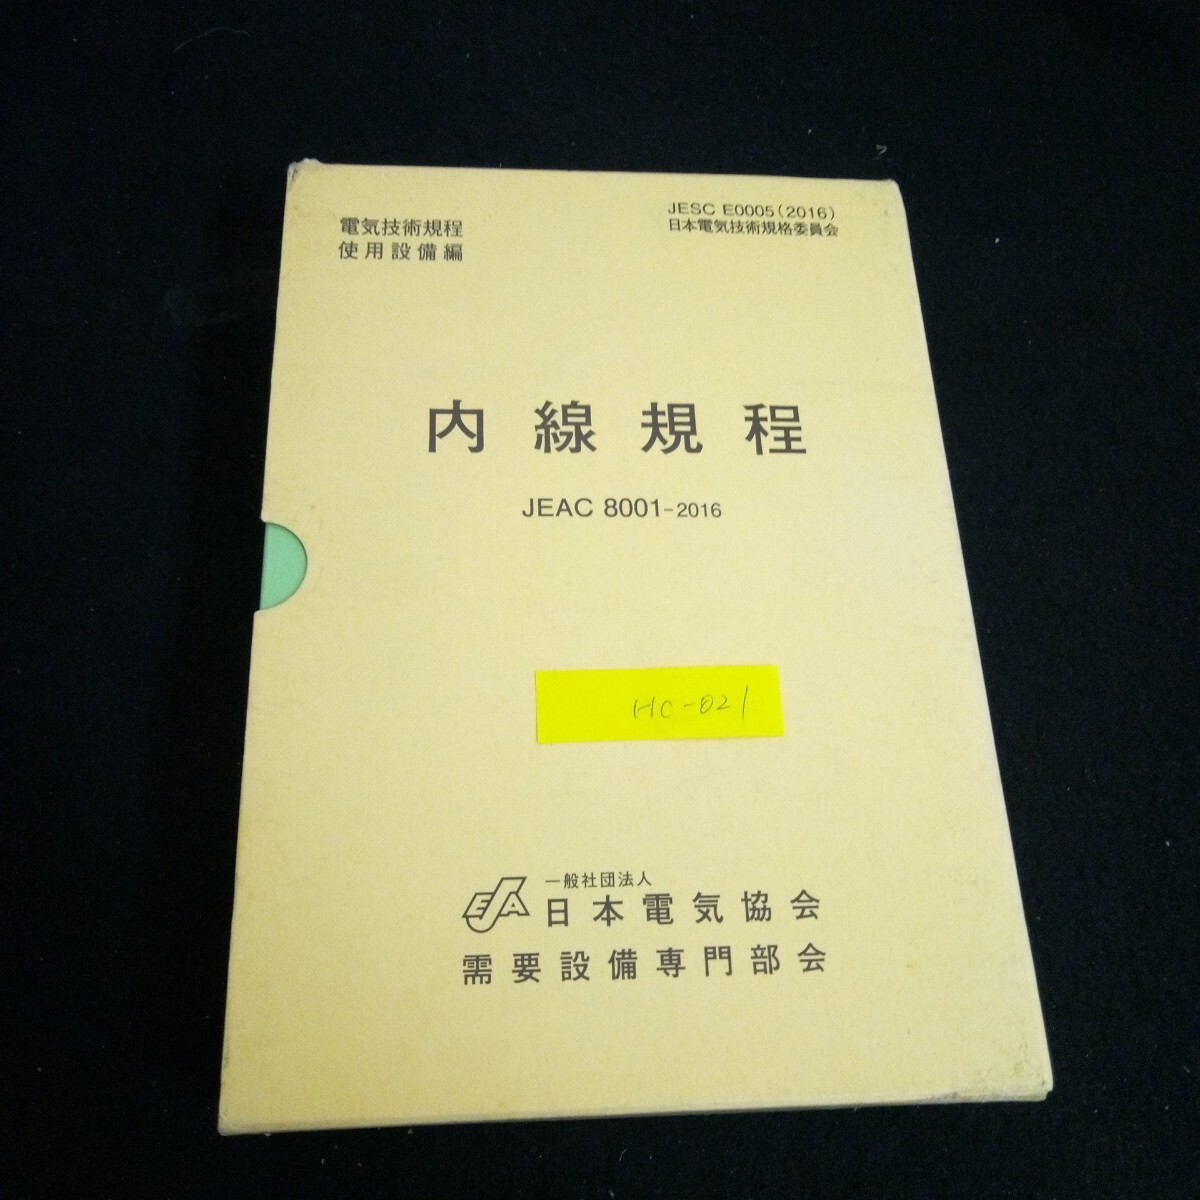 電気技術規程
使用設備編
JESC E0005(2016)
日本電気技術規格委員会
内線規程
JEAC 8001-2016
HC-021
JEA
一般社団法人
日本電気協会
需要設備専門部会